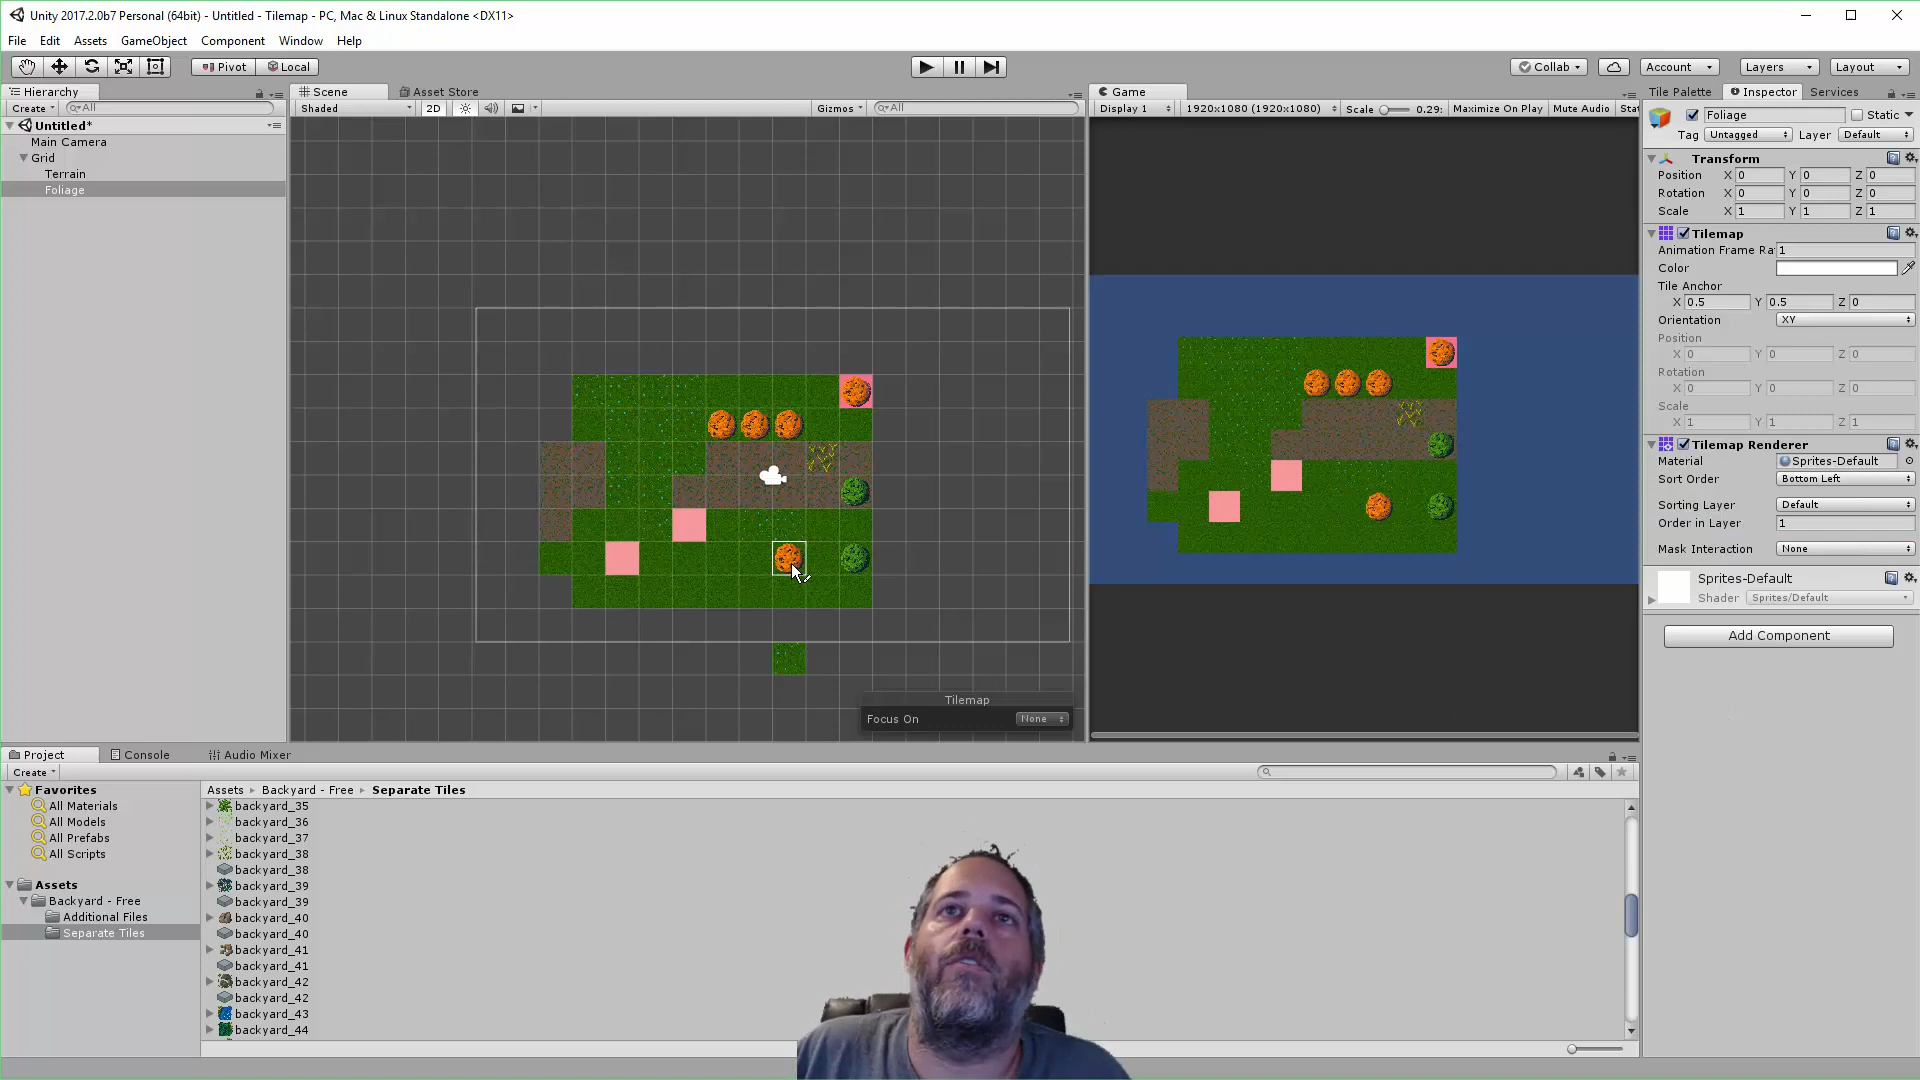 Unity 2017.2.0b7 Personal (64bit) - Untitled - Tilemap - PC, Mac & Linux Standalone <DX11>
File Edit Assets GameObject Component Window Help
Pivot Local Collab Account Layers Layout
Hierarchy
Create All
Untitled*
Main Camera
Grid
Terrain
Foliage
Scene Asset Store
Shaded 2D Gizmos All
Tilemap
Focus On None
Game
Display 1 1920x1080 (1920x1080) Scale 0.29: Maximize On Play Mute Audio Stat
Tile Palette Inspector Services
Foliage Static
Tag Untagged Layer Default
Transform
Position X 0 Y 0 Z 0
Rotation X 0 Y 0 Z 0
Scale X 1 Y 1 Z 1
Tilemap
Animation Frame Ra 1
Color
Tile Anchor
X 0.5 Y 0.5 Z 0
Orientation XY
Position
X 0 Y 0 Z 0
Rotation
X 0 Y 0 Z 0
Scale
X 1 Y 1 Z 1
Tilemap Renderer
Material Sprites-Default
Sort Order Bottom Left
Sorting Layer Default
Order in Layer 1
Mask Interaction None
Sprites-Default
Shader Sprites/Default
Add Component
Project Console Audio Mixer
Create
Favorites
All Materials
All Models
All Prefabs
All Scripts
Assets
Backyard - Free
Additional Files
Separate Tiles
Assets Backyard - Free Separate Tiles
backyard_35
backyard_36
backyard_37
backyard_38
backyard_38
backyard_39
backyard_39
backyard_40
backyard_40
backyard_41
backyard_41
backyard_42
backyard_42
backyard_43
backyard_44